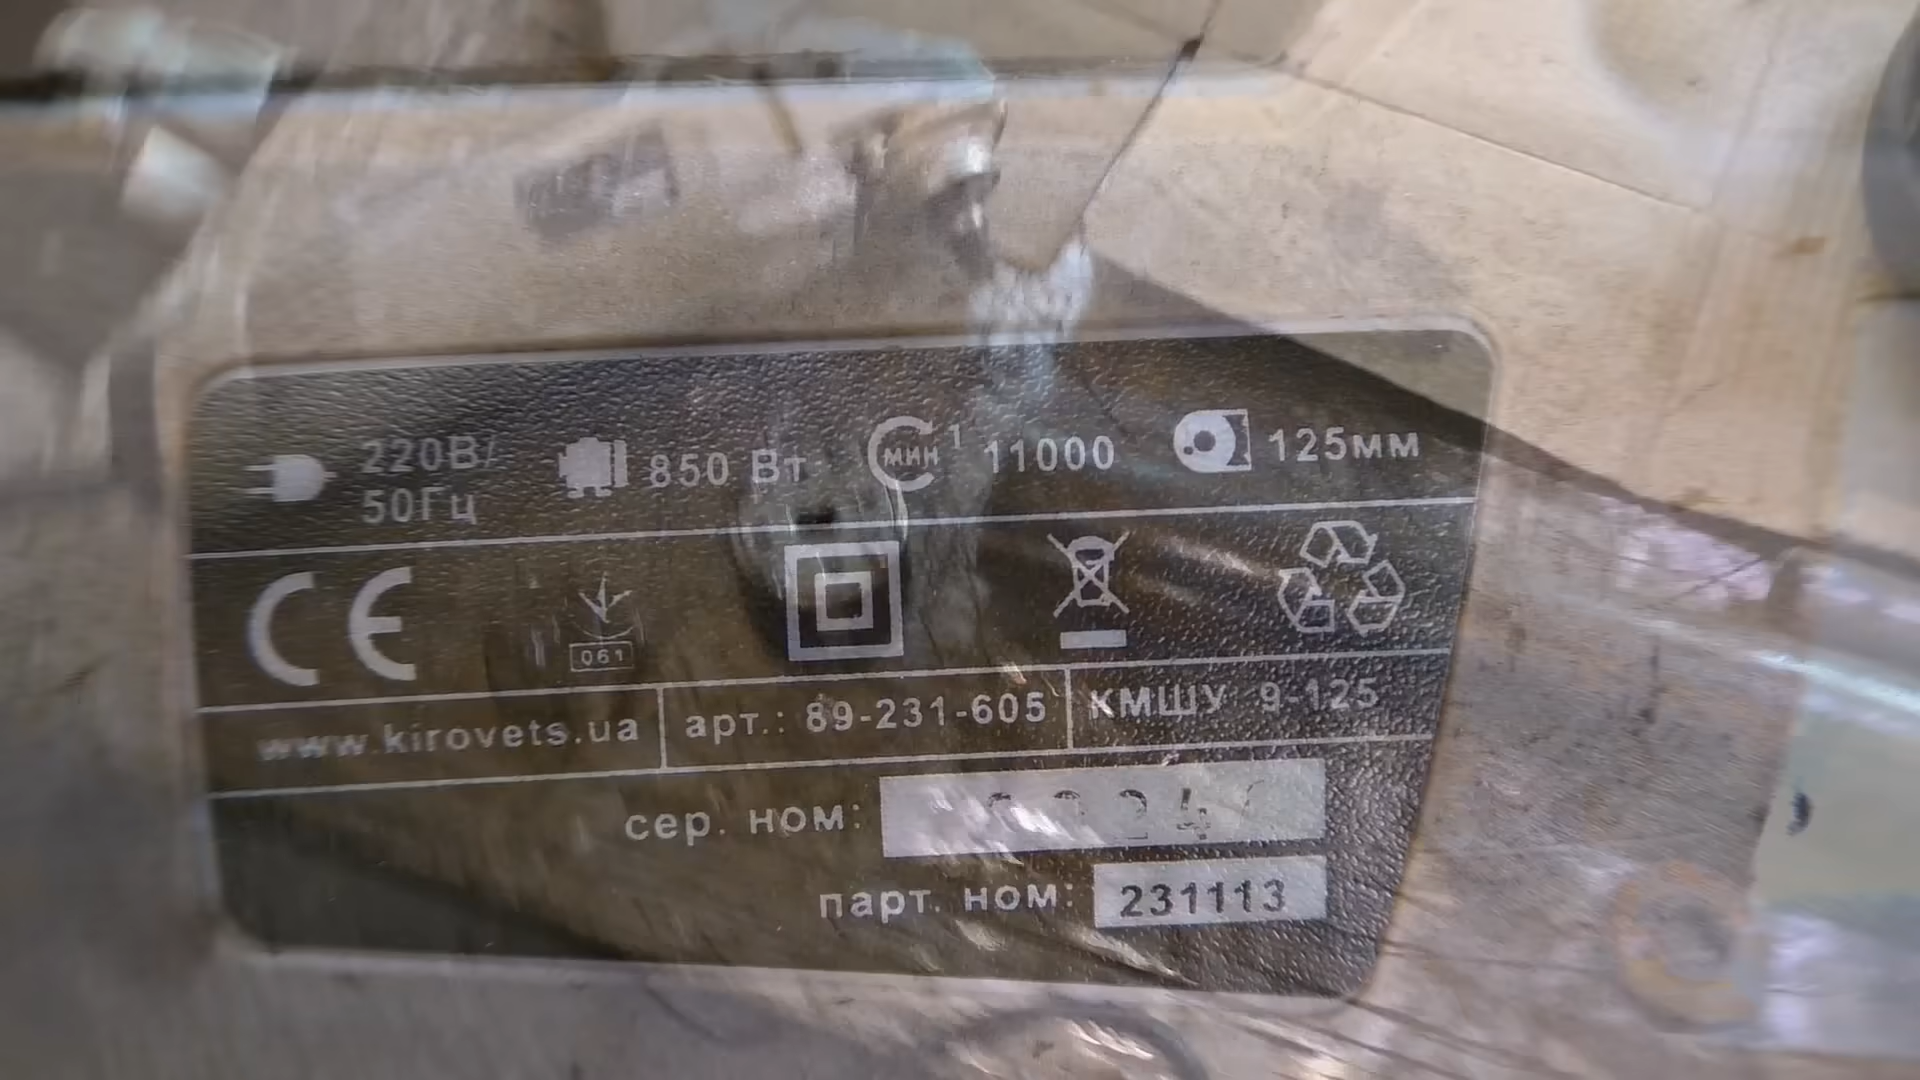 220В/ 50Гц 850 Вт мин-1 11000 125мм
CE 061
www.kirovets.ua арт.: 89-231-605 КМШУ 9-125
сер. ном:
парт. ном: 231113